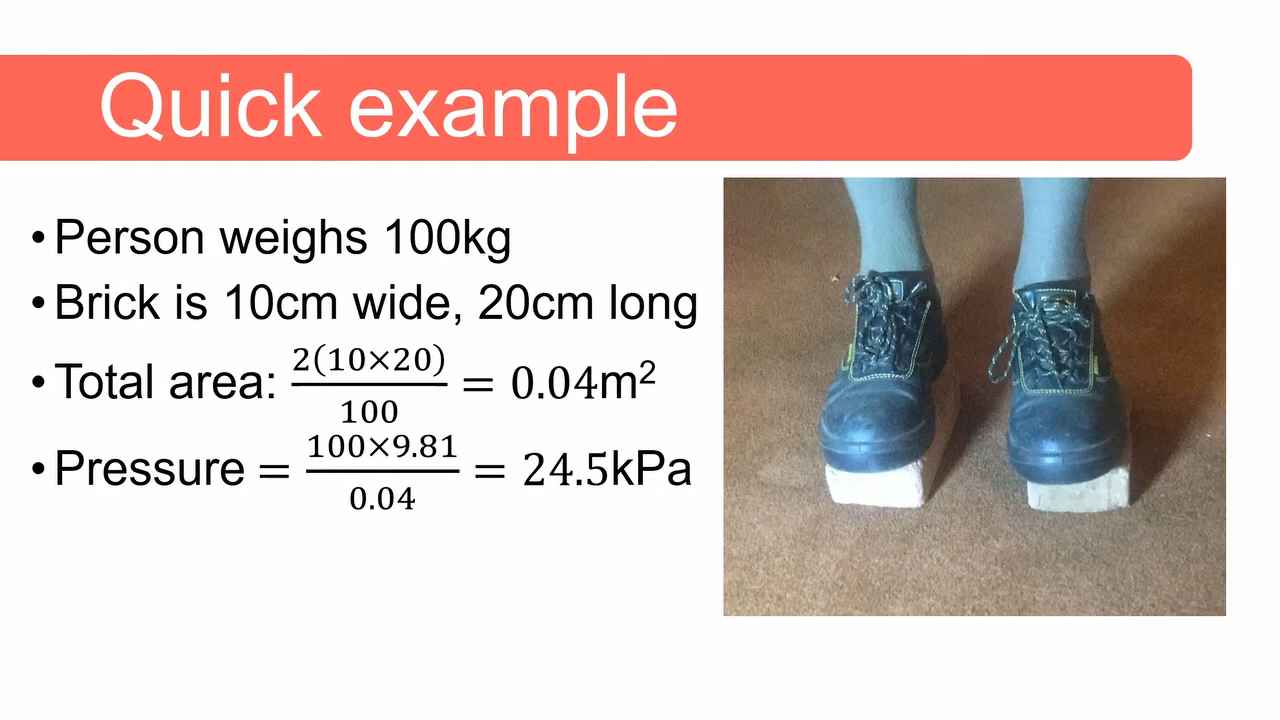 Quick example
• Person weighs 100kg
• Brick is 10cm wide, 20cm long
• Total area: 2(10×20)/100 = 0.04m²
• Pressure = 100×9.81/0.04 = 24.5kPa